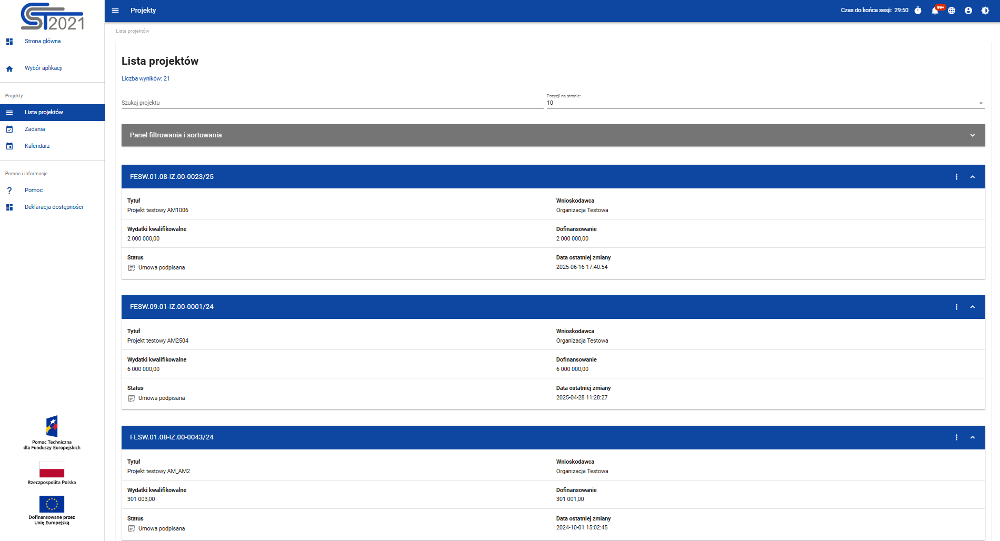 CST2021
Projekty
Czas do końca sesji: 29:50
99+
Strona główna
Wybór aplikacji
Projekty
Lista projektów
Zadania
Kalendarz
Pomoc i informacje
? Pomoc
Deklaracja dostępności
Pomoc Techniczna
dla Funduszy Europejskich
Rzeczpospolita Polska
Dofinansowane przez
Unię Europejską
Lista projektów
Lista projektów
Liczba wyników: 21
Szukaj projektu
Pozycji na stronie:
10
Panel filtrowania i sortowania
FESW.01.08-IZ.00-0023/25
Tytuł
Projekt testowy AM1006
Wnioskodawca
Organizacja Testowa
Wydatki kwalifikowalne
2 000 000,00
Dofinansowanie
2 000 000,00
Status
Umowa podpisana
Data ostatniej zmiany
2025-06-16 17:40:54
FESW.09.01-IZ.00-0001/24
Tytuł
Projekt testowy AM2504
Wnioskodawca
Organizacja Testowa
Wydatki kwalifikowalne
6 000 000,00
Dofinansowanie
6 000 000,00
Status
Umowa podpisana
Data ostatniej zmiany
2025-04-28 11:28:27
FESW.01.08-IZ.00-0043/24
Tytuł
Projekt testowy AM_AM2
Wnioskodawca
Organizacja Testowa
Wydatki kwalifikowalne
301 003,00
Dofinansowanie
301 001,00
Status
Umowa podpisana
Data ostatniej zmiany
2024-10-01 15:02:45